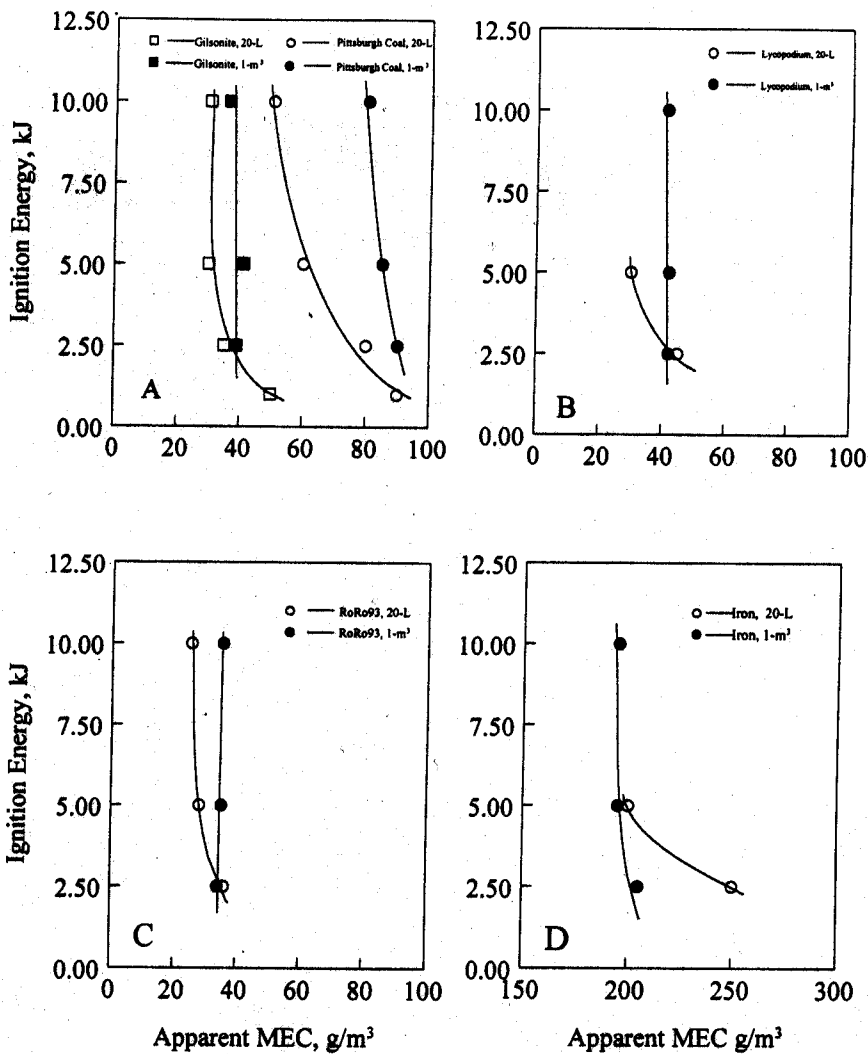 12.50
10.00
7.50
5.00
2.50
0.00
Ignition Energy, kJ
Gilsonite, 20-L
Pittsburgh Coal, 20-L
Gilsonite, 1-m³
Pittsburgh Coal, 1-m³
A
0 20 40 60 80 100
12.50
10.00
7.50
5.00
2.50
0.00
Lycopodium, 20-L
Lycopodium, 1-m³
B
0 20 40 60 80 100
12.50
10.00
7.50
5.00
2.50
0.00
Ignition Energy, kJ
RoRo93, 20-L
RoRo93, 1-m³
C
0 20 40 60 80 100
Apparent MEC, g/m³
12.50
10.00
7.50
5.00
2.50
0.00
Iron, 20-L
Iron, 1-m³
D
150 200 250 300
Apparent MEC g/m³